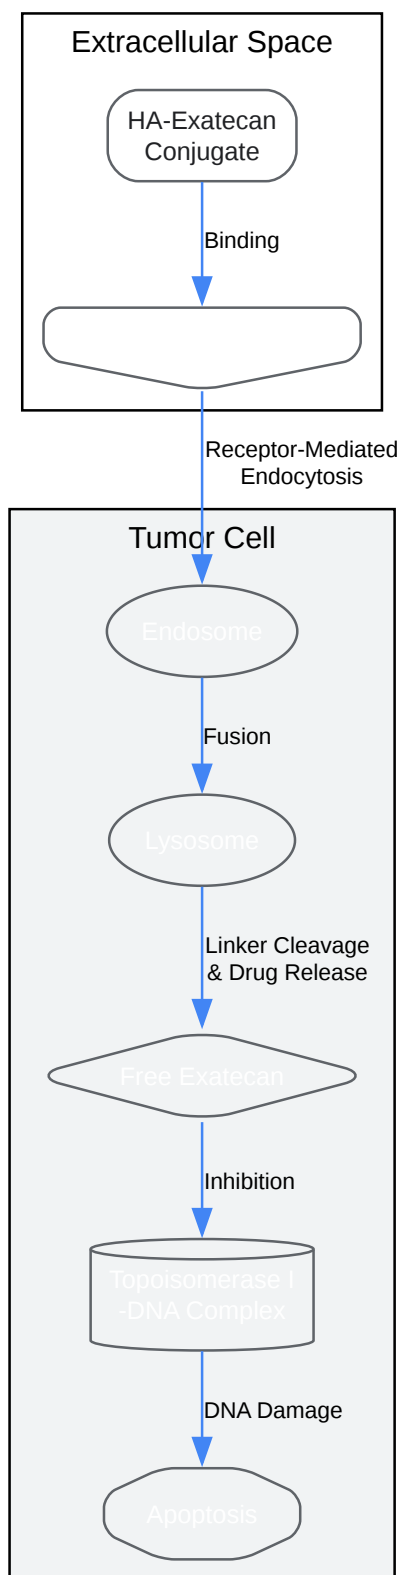 Extracellular Space
HA-Exatecan
Conjugate
Binding
Receptor-Mediated
Endocytosis
Tumor Cell
Endosome
Fusion
Lysosome
Linker Cleavage
& Drug Release
Free Exatecan
Inhibition
Topoisomerase I
-DNA Complex
DNA Damage
Apoptosis